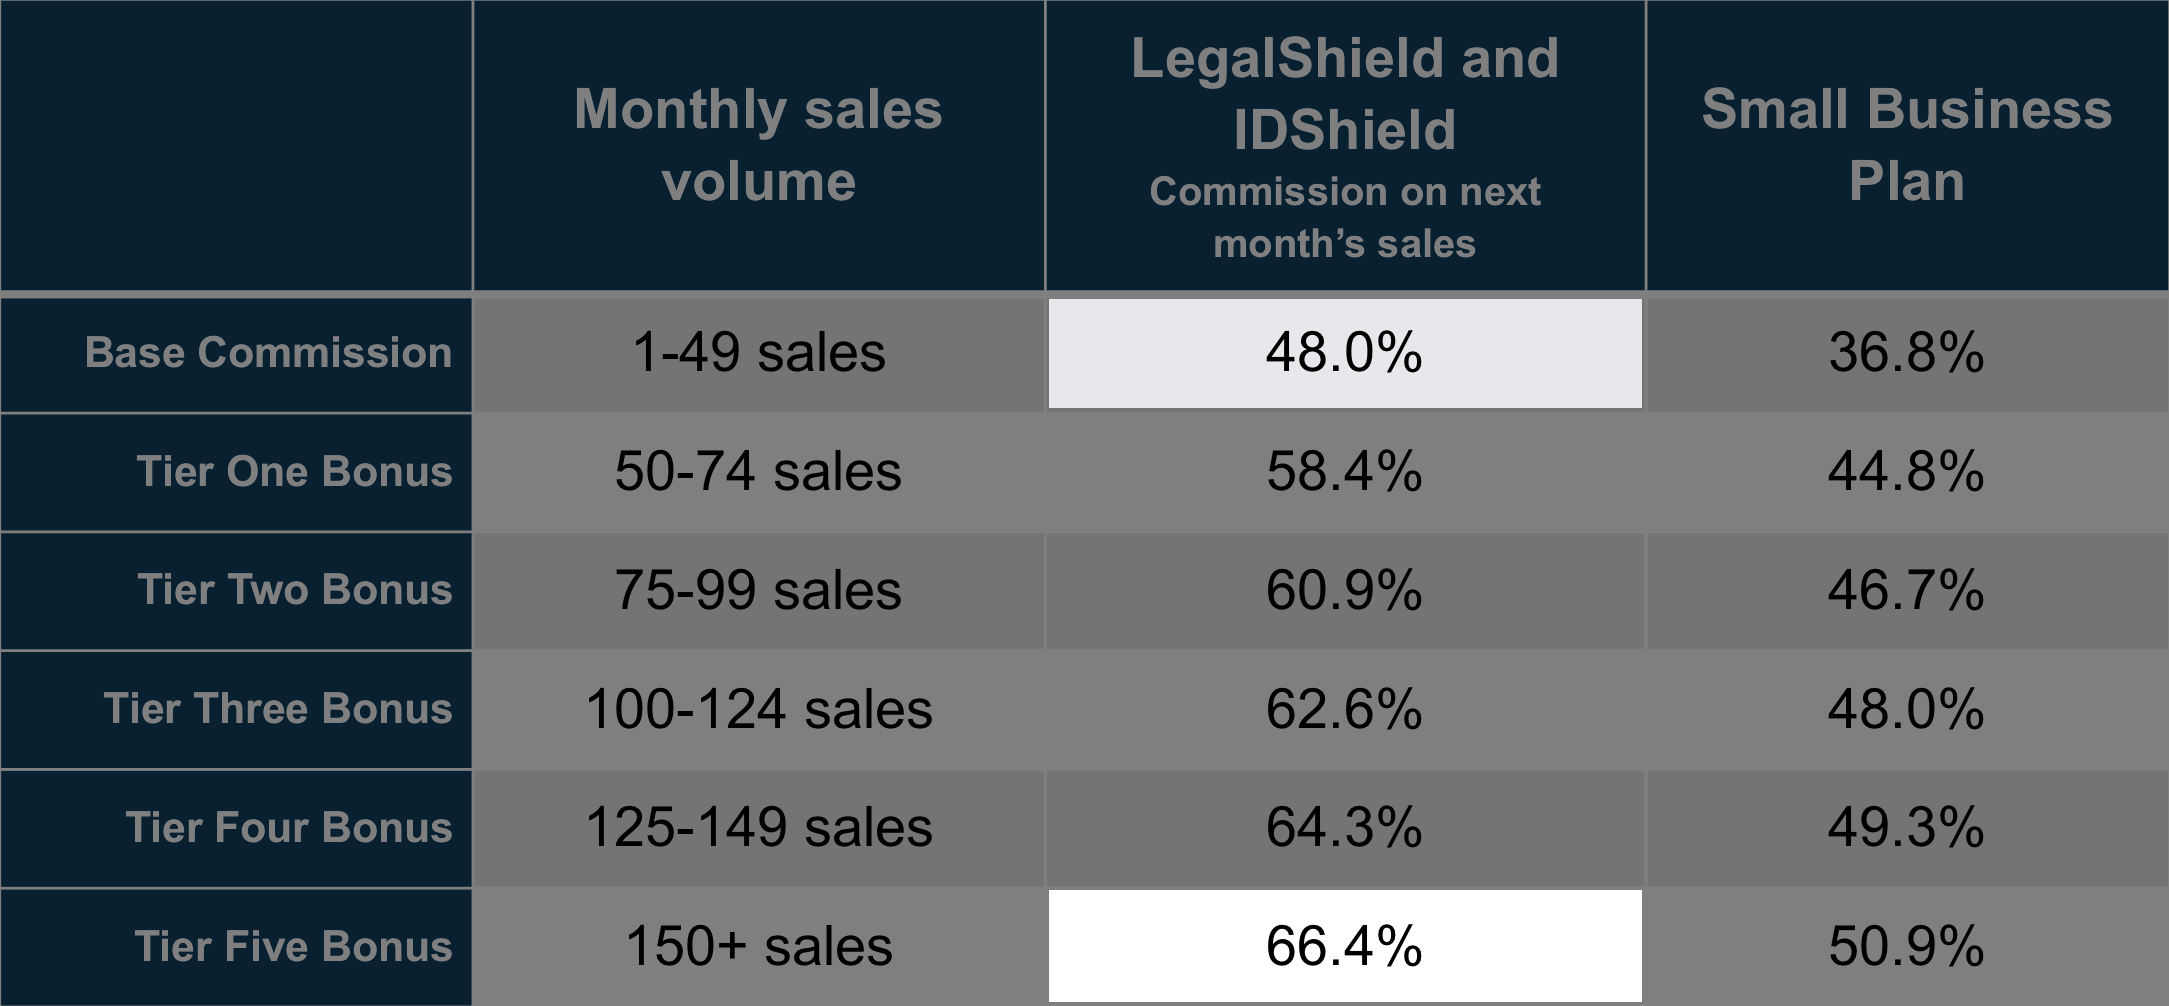 Monthly sales
volume
LegalShield and
IDShield
Commission on next
month’s sales
Small Business
Plan
Base Commission
1-49 sales
48.0%
36.8%
Tier One Bonus
50-74 sales
58.4%
44.8%
Tier Two Bonus
75-99 sales
60.9%
46.7%
Tier Three Bonus
100-124 sales
62.6%
48.0%
Tier Four Bonus
125-149 sales
64.3%
49.3%
Tier Five Bonus
150+ sales
66.4%
50.9%